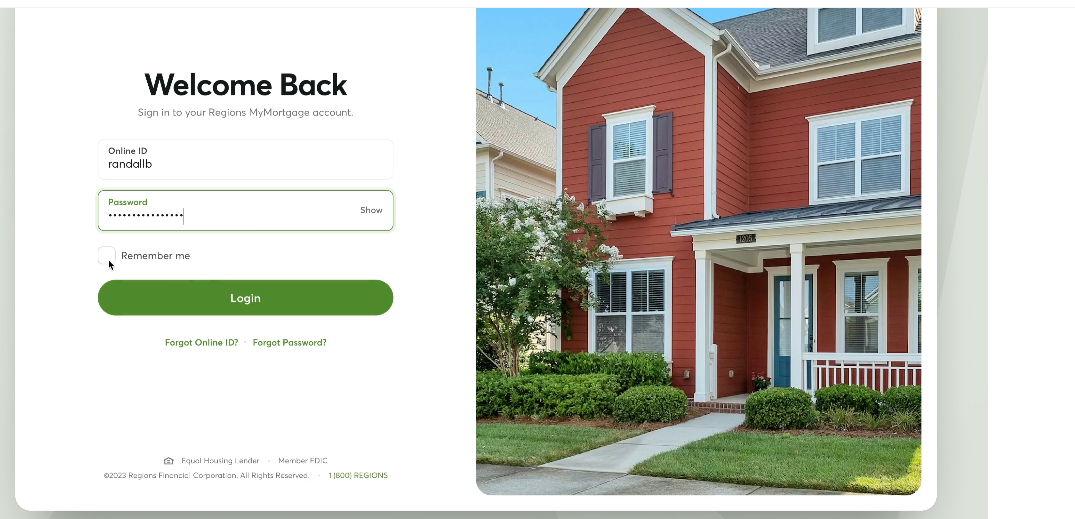 Welcome Back
Sign in to your Regions MyMortgage account.
Online ID
randallb
Password
••••••••••••••••
Show
Remember me
Login
Forgot Online ID? · Forgot Password?
Equal Housing Lender · Member FDIC
©2023 Regions Financial Corporation. All Rights Reserved. · 1 (800) REGIONS
1205